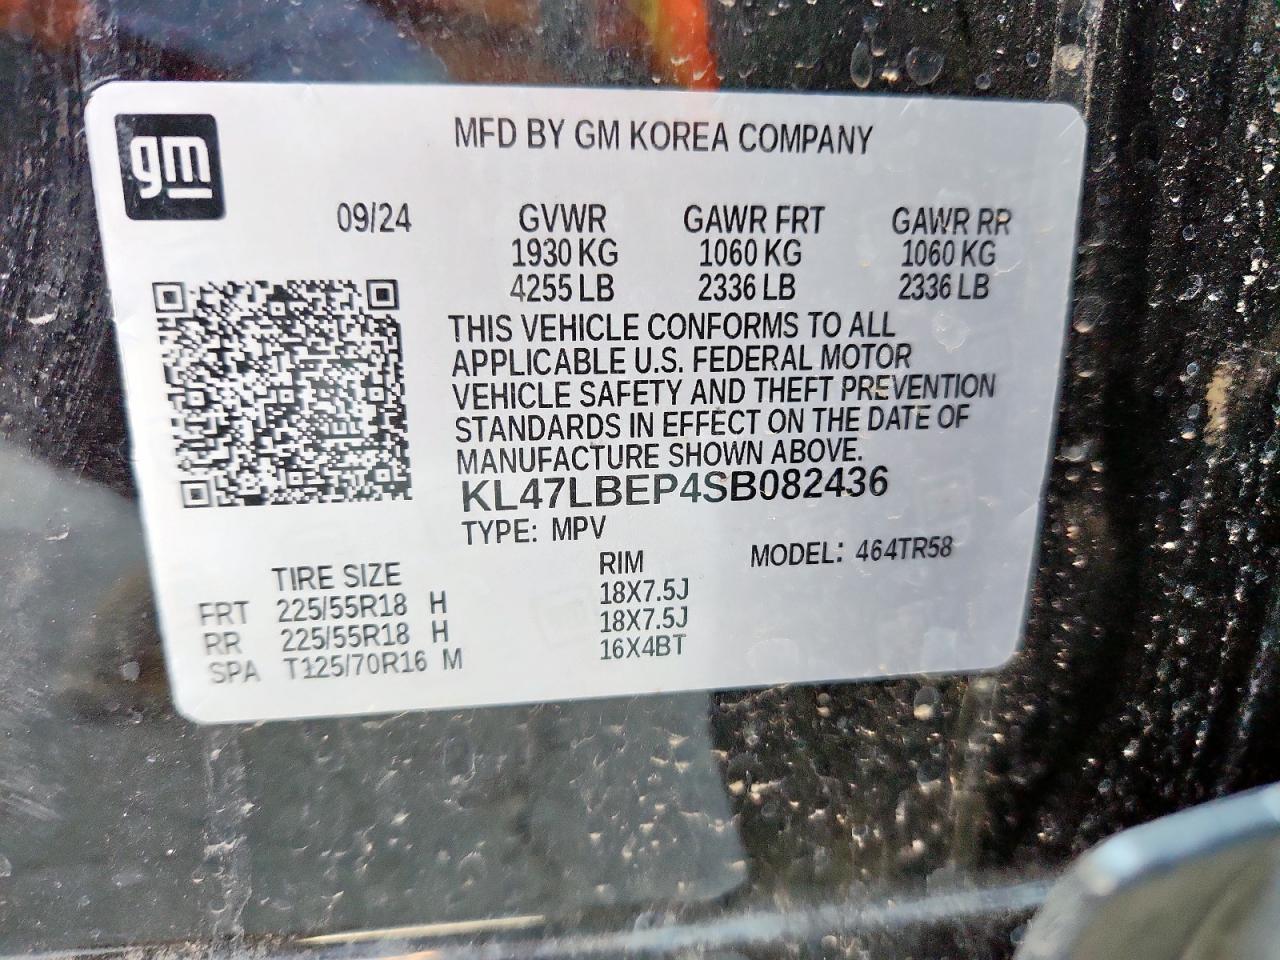 gm
MFD BY GM KOREA COMPANY
09/24 GVWR GAWR FRT GAWR RR
1930 KG 1060 KG 1060 KG
4255 LB 2336 LB 2336 LB
THIS VEHICLE CONFORMS TO ALL
APPLICABLE U.S. FEDERAL MOTOR
VEHICLE SAFETY AND THEFT PREVENTION
STANDARDS IN EFFECT ON THE DATE OF
MANUFACTURE SHOWN ABOVE.
KL47LBEP4SB082436
TYPE: MPV MODEL: 464TR58
TIRE SIZE RIM
FRT 225/55R18 H 18X7.5J
RR 225/55R18 H 18X7.5J
SPA T125/70R16 M 16X4BT